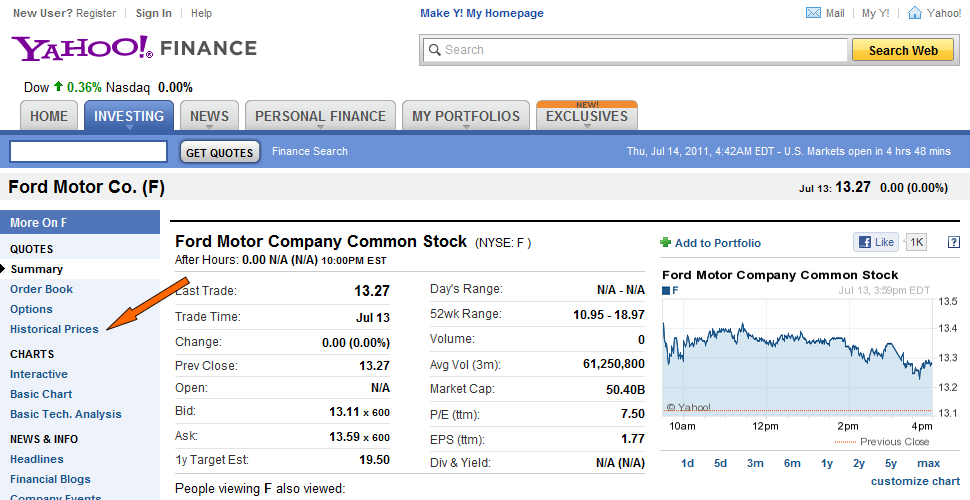 New User? Register | Sign In | Help
Make Y! My Homepage
Mail | My Y! | Yahoo!
YAHOO!® FINANCE
Search
Search Web
Dow 0.36% Nasdaq 0.00%
HOME
INVESTING
NEWS
PERSONAL FINANCE
MY PORTFOLIOS
NEW!
EXCLUSIVES
GET QUOTES
Finance Search
Thu, Jul 14, 2011, 4:42AM EDT - U.S. Markets open in 4 hrs 48 mins
Ford Motor Co. (F)
Jul 13: 13.27 0.00 (0.00%)
More On F
QUOTES
Summary
Order Book
Options
Historical Prices
CHARTS
Interactive
Basic Chart
Basic Tech. Analysis
NEWS & INFO
Headlines
Financial Blogs
Company Events
Ford Motor Company Common Stock (NYSE: F )
After Hours: 0.00 N/A (N/A) 10:00PM EST
Last Trade: 13.27
Trade Time: Jul 13
Change: 0.00 (0.00%)
Prev Close: 13.27
Open: N/A
Bid: 13.11 x 600
Ask: 13.59 x 600
1y Target Est: 19.50
Day's Range: N/A - N/A
52wk Range: 10.95 - 18.97
Volume: 0
Avg Vol (3m): 61,250,800
Market Cap: 50.40B
P/E (ttm): 7.50
EPS (ttm): 1.77
Div & Yield: N/A (N/A)
People viewing F also viewed:
Add to Portfolio
Like
1K
?
Ford Motor Company Common Stock
F
Jul 13, 3:59pm EDT
13.5
13.4
13.3
13.2
13.1
© Yahoo!
10am 12pm 2pm 4pm
Previous Close
1d 5d 3m 6m 1y 2y 5y max
customize chart